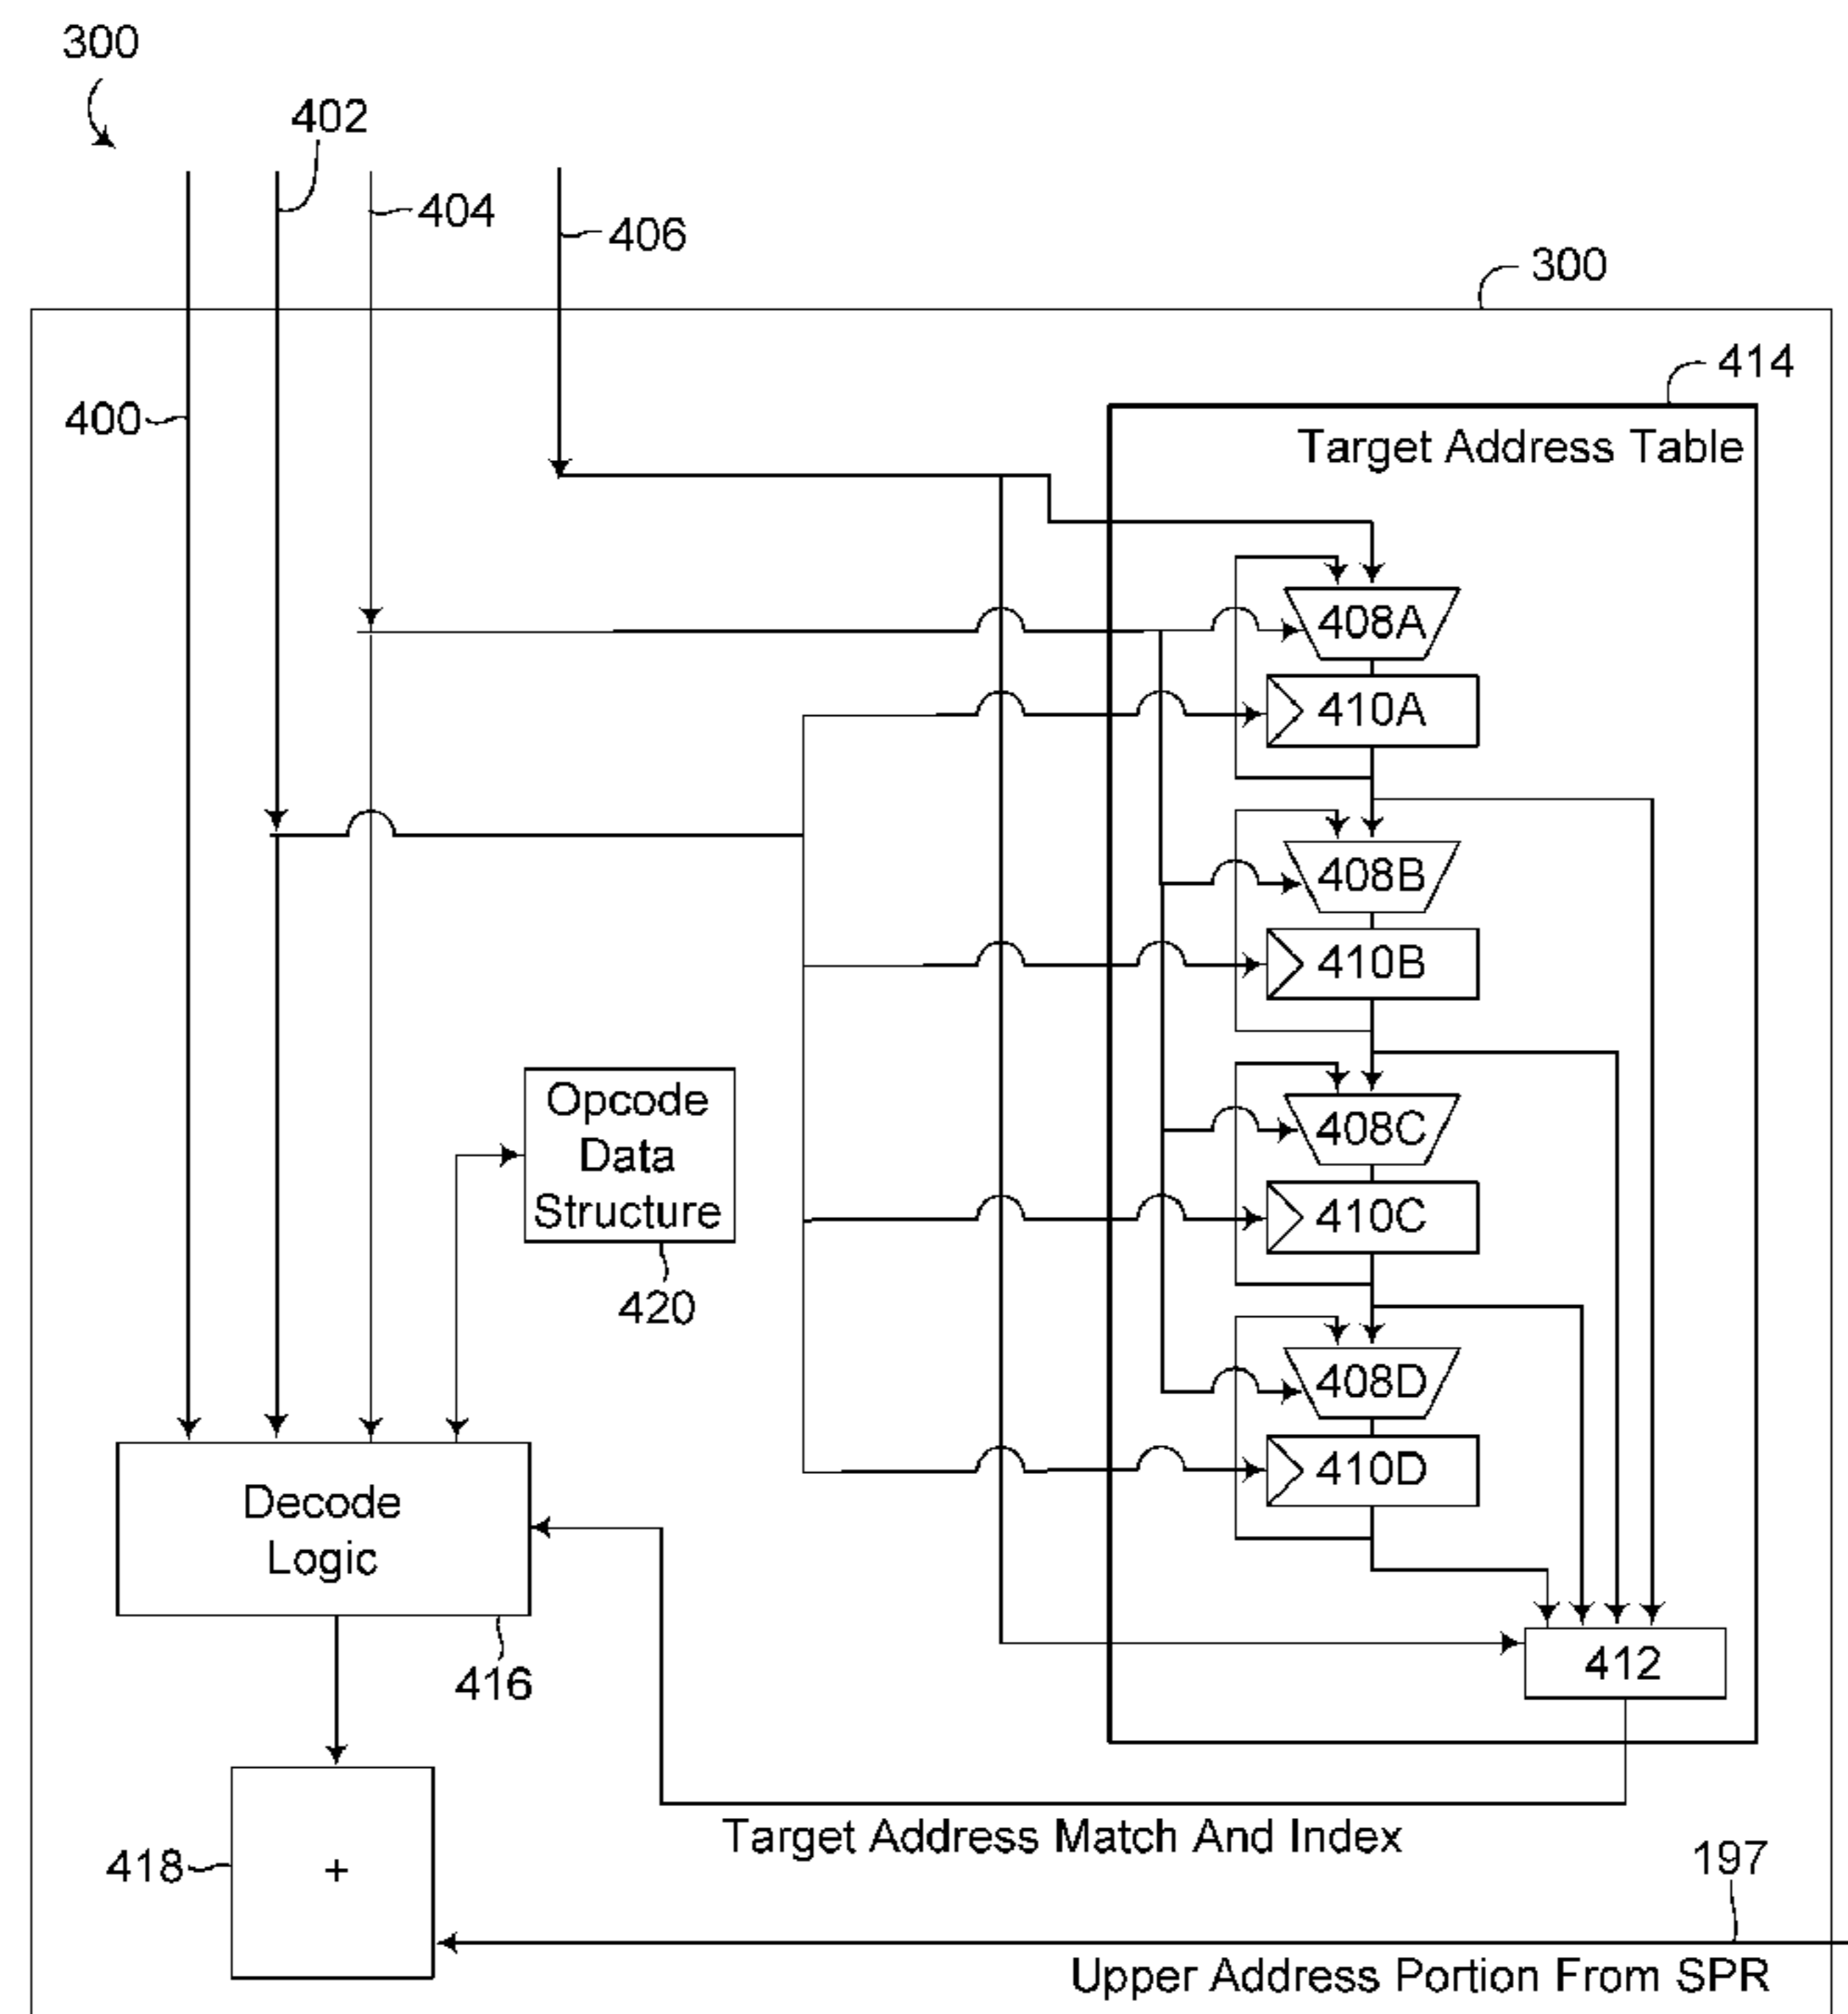 300
402
404
406
300
414
400
Target Address Table
408A
410A
408B
410B
Opcode
Data
Structure
408C
410C
420
408D
410D
Decode
Logic
416
412
Target Address Match And Index
418
+
197
Upper Address Portion From SPR